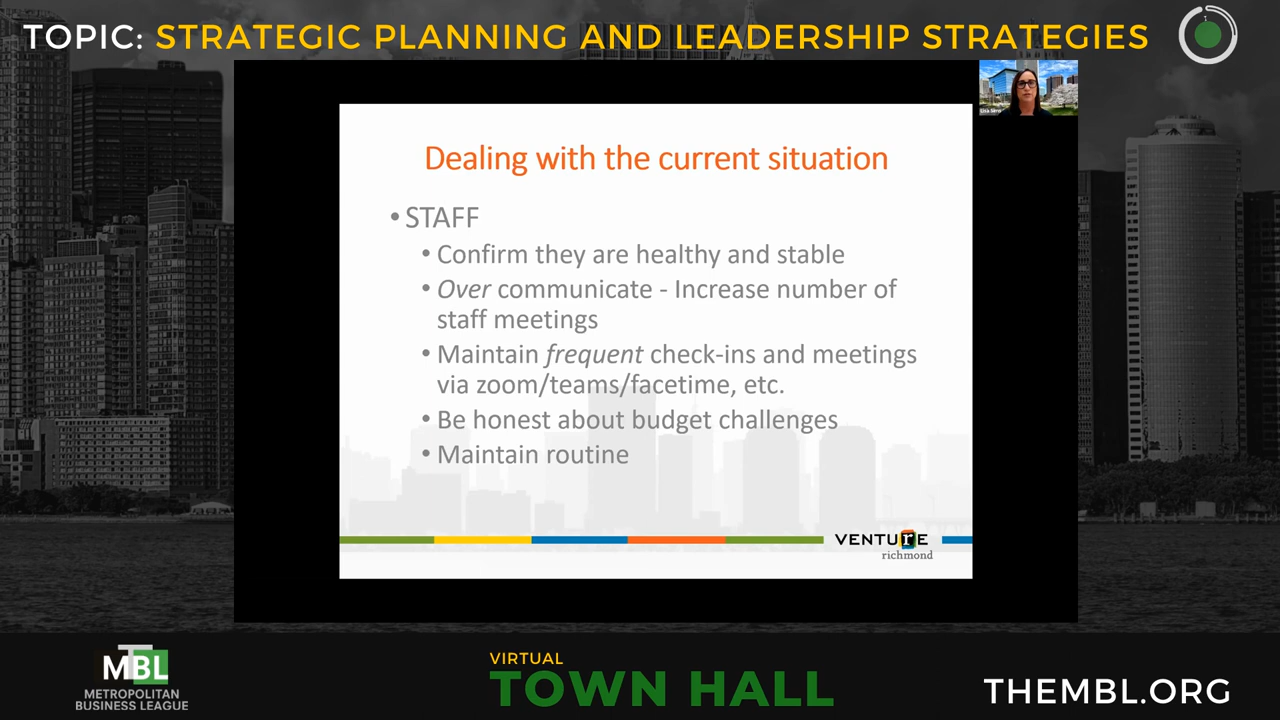 TOPIC: STRATEGIC PLANNING AND LEADERSHIP STRATEGIES
Dealing with the current situation
• STAFF
• Confirm they are healthy and stable
• Over communicate - Increase number of
staff meetings
• Maintain frequent check-ins and meetings
via zoom/teams/facetime, etc.
• Be honest about budget challenges
• Maintain routine
VENTURE
richmond
MBL
METROPOLITAN
BUSINESS LEAGUE
VIRTUAL
TOWN HALL
THEMBL.ORG